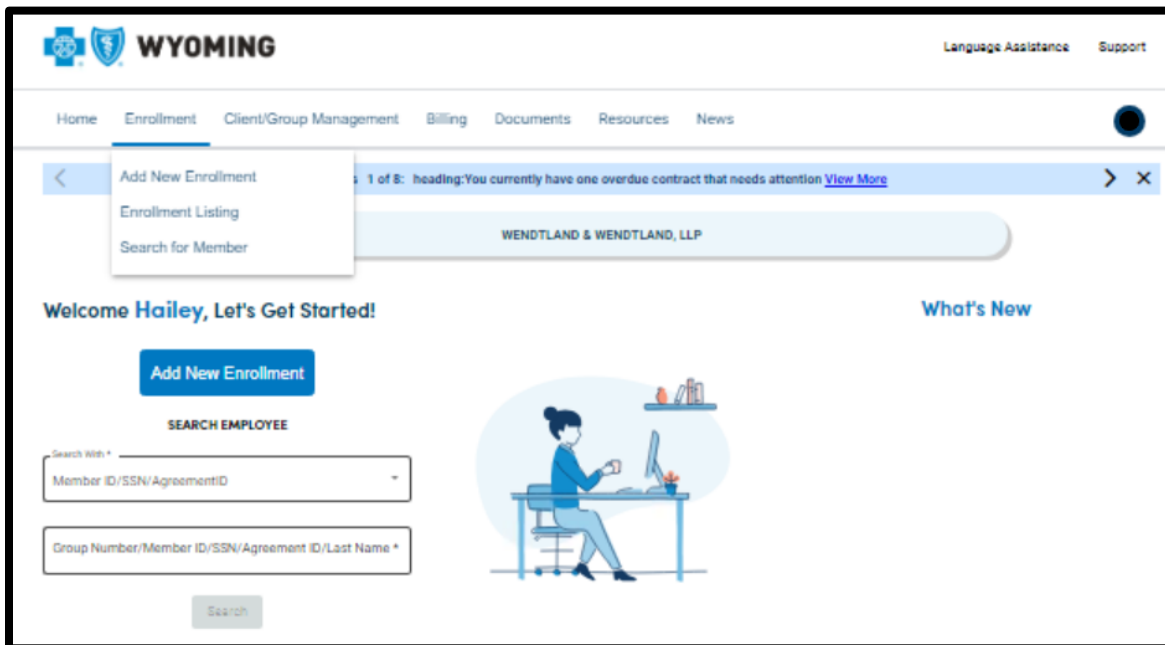 WYOMING
Language Assistance Support
Home Enrollment Client/Group Management Billing Documents Resources News
Add New Enrollment
1 of 8: heading:You currently have one overdue contract that needs attention View More
Enrollment Listing
WENDTLAND & WENDTLAND, LLP
Search for Member
Welcome Hailey, Let's Get Started!
What's New
Add New Enrollment
SEARCH EMPLOYEE
Search With *
Member ID/SSN/AgreementID
Group Number/Member ID/SSN/Agreement ID/Last Name *
Search